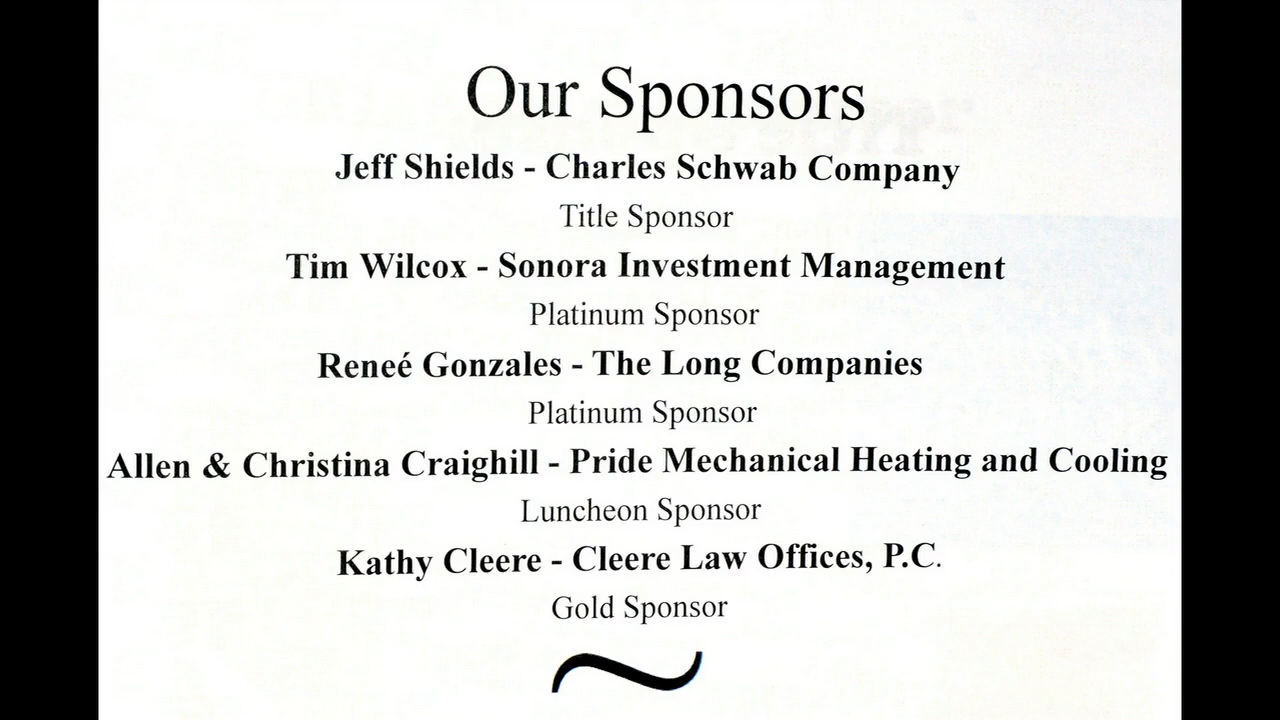 Our Sponsors
Jeff Shields - Charles Schwab Company
Title Sponsor
Tim Wilcox - Sonora Investment Management
Platinum Sponsor
Reneé Gonzales - The Long Companies
Platinum Sponsor
Allen & Christina Craighill - Pride Mechanical Heating and Cooling
Luncheon Sponsor
Kathy Cleere - Cleere Law Offices, P.C.
Gold Sponsor
~